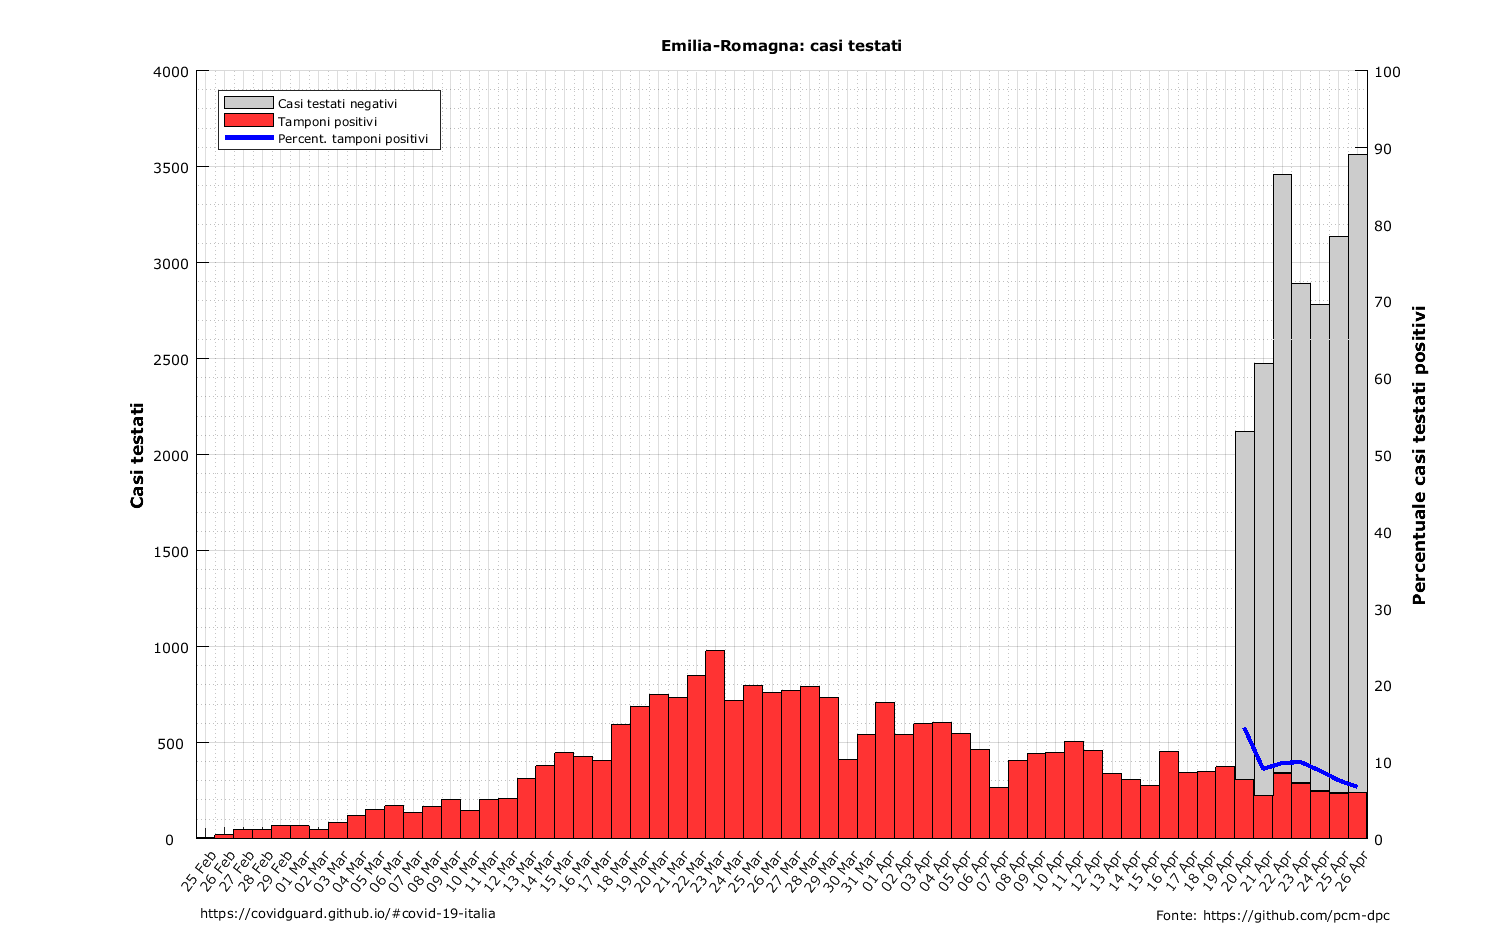 Emilia-Romagna: casi testati
4000
3500
3000
2500
2000
1500
1000
500
0
Casi testati
Casi testati negativi
Tamponi positivi
Percent. tamponi positivi
100
90
80
70
60
50
40
30
20
10
0
Percentuale casi testati positivi
25 Feb
26 Feb
27 Feb
28 Feb
29 Feb
01 Mar
02 Mar
03 Mar
04 Mar
05 Mar
06 Mar
07 Mar
08 Mar
09 Mar
10 Mar
11 Mar
12 Mar
13 Mar
14 Mar
15 Mar
16 Mar
17 Mar
18 Mar
19 Mar
20 Mar
21 Mar
22 Mar
23 Mar
24 Mar
25 Mar
26 Mar
27 Mar
28 Mar
29 Mar
30 Mar
31 Mar
01 Apr
02 Apr
03 Apr
04 Apr
05 Apr
06 Apr
07 Apr
08 Apr
09 Apr
10 Apr
11 Apr
12 Apr
13 Apr
14 Apr
15 Apr
16 Apr
17 Apr
18 Apr
19 Apr
20 Apr
21 Apr
22 Apr
23 Apr
24 Apr
25 Apr
26 Apr
https://covidguard.github.io/#covid-19-italia
Fonte: https://github.com/pcm-dpc